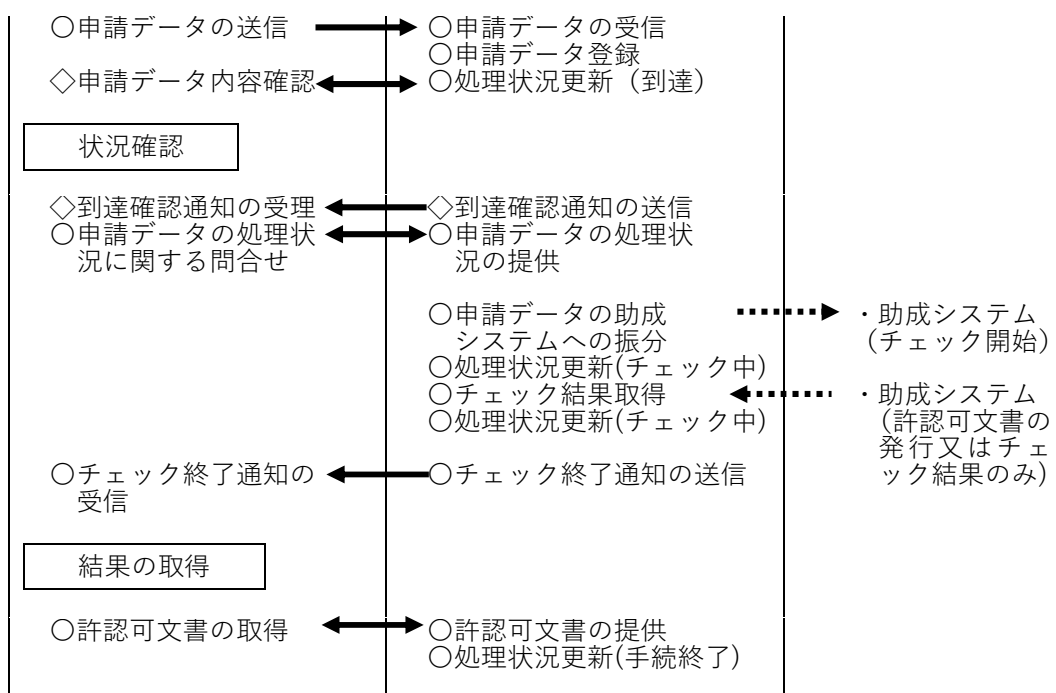 ○申請データの送信
○申請データの受信
○申請データ登録
◇申請データ内容確認
○処理状況更新（到達）
状況確認
◇到達確認通知の受理
◇到達確認通知の送信
○申請データの処理状
況に関する問合せ
○申請データの処理状
況の提供
○申請データの助成
システムへの振分
・助成システム
（チェック開始）
○処理状況更新(チェック中)
○チェック結果取得
○処理状況更新(チェック中)
・助成システム
（許認可文書の
発行又はチェ
ック結果のみ）
○チェック終了通知の
受信
○チェック終了通知の送信
結果の取得
○許認可文書の取得
○許認可文書の提供
○処理状況更新(手続終了)